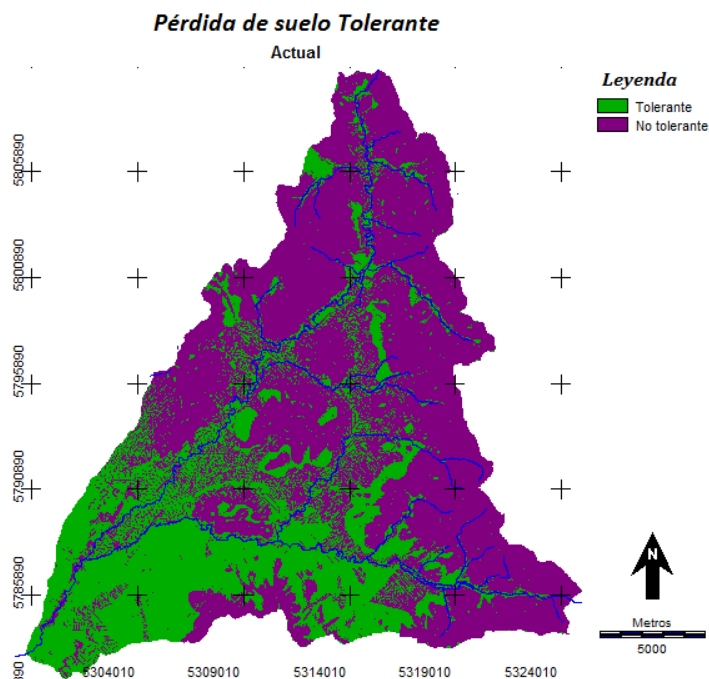 Pérdida de suelo Tolerante
Actual
Leyenda
Tolerante
No tolerante
5805890
5800890
5795890
5790890
5785890
890
5304010
5309010
5314010
5319010
5324010
N
Metros
5000